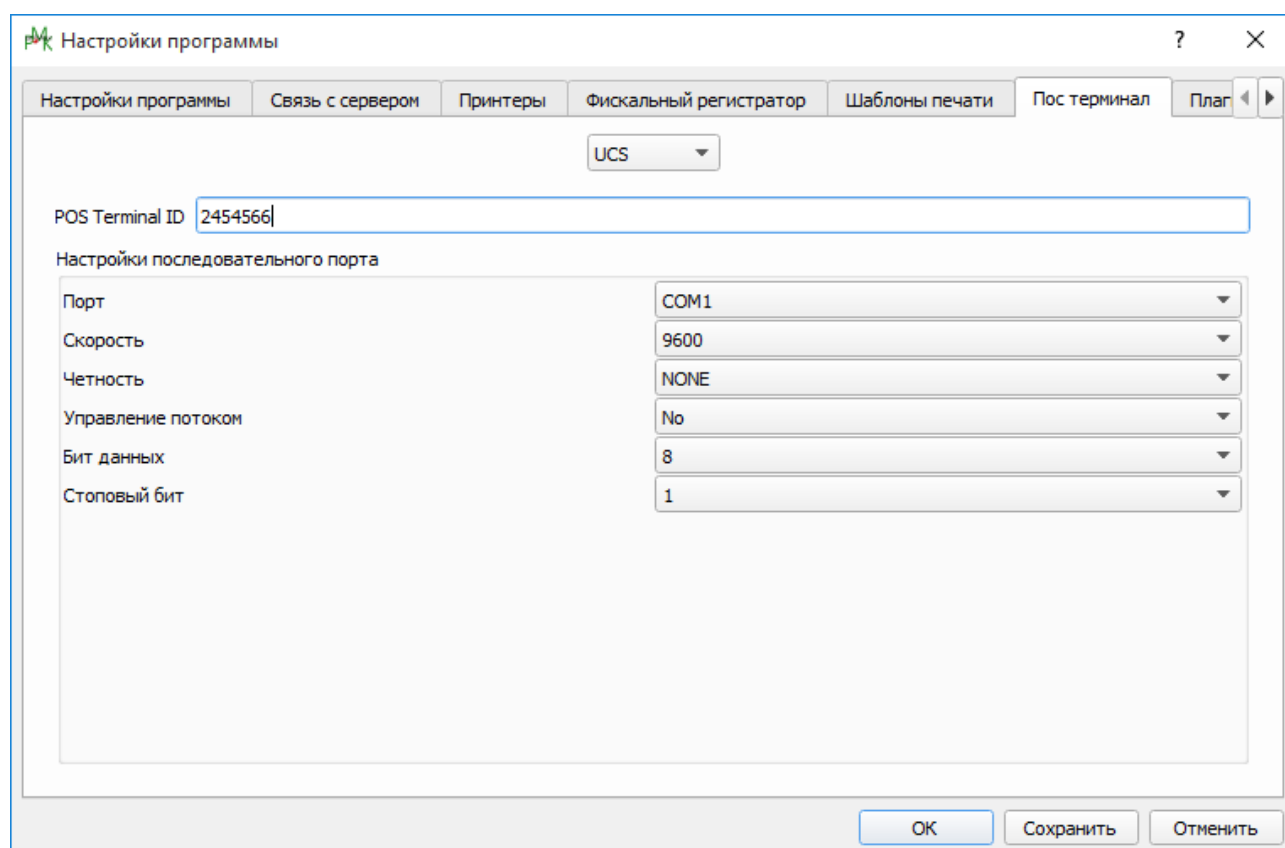 РМК Настройки программы ?
Настройки программы Связь с сервером Принтеры Фискальный регистратор Шаблоны печати Пос терминал Плаг
UCS
POS Terminal ID 2454566
Настройки последовательного порта
Порт COM1
Скорость 9600
Четность NONE
Управление потоком No
Бит данных 8
Стоповый бит 1
ОК Сохранить Отменить